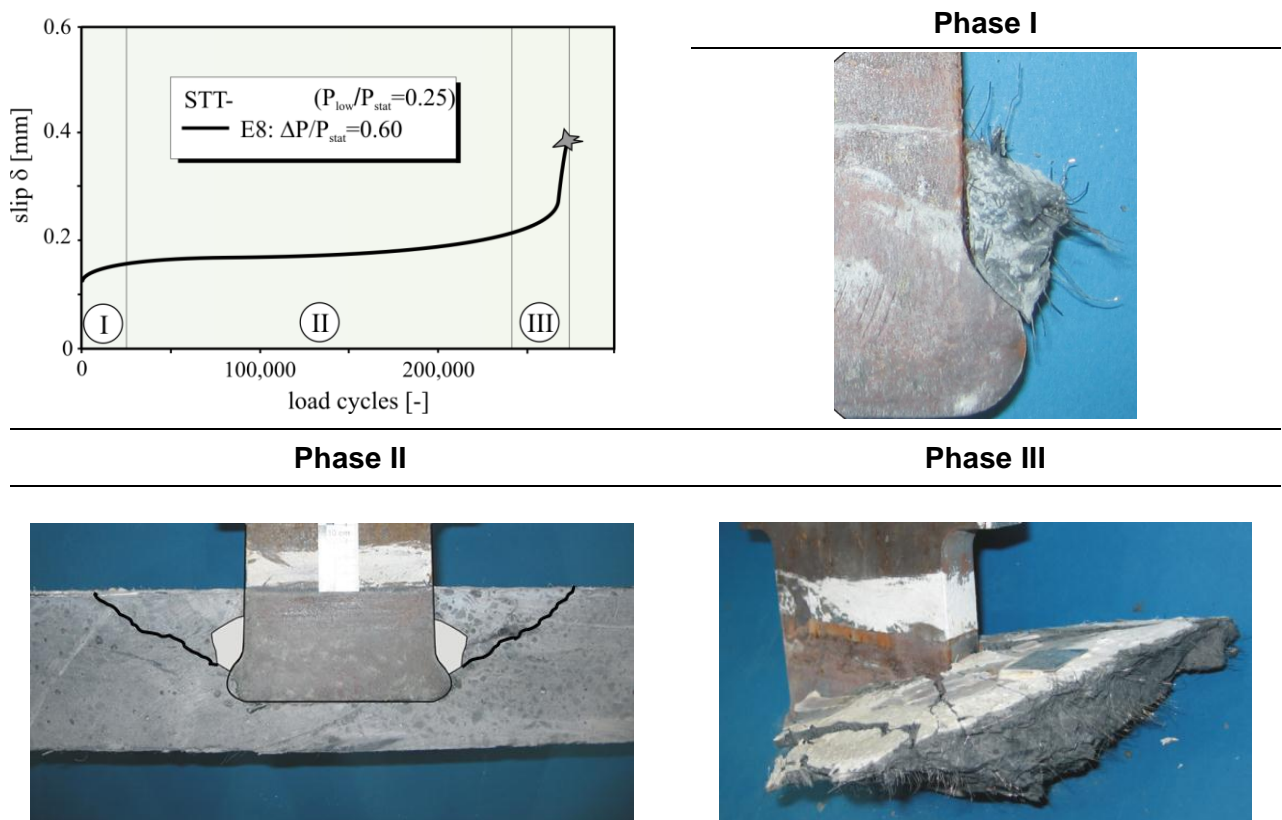 Phase I
0.6
0.4
0.2
0
slip δ [mm]
STT- (P_low/P_stat=0.25)
E8: ΔP/P_stat=0.60
I
II
III
0
100,000
200,000
load cycles [-]
Phase II
Phase III